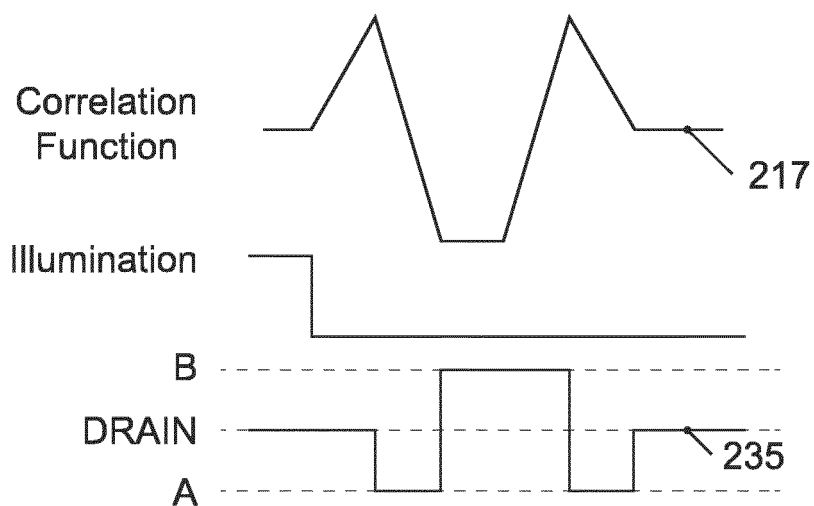 Correlation
Function
217
Illumination
B
DRAIN
235
A